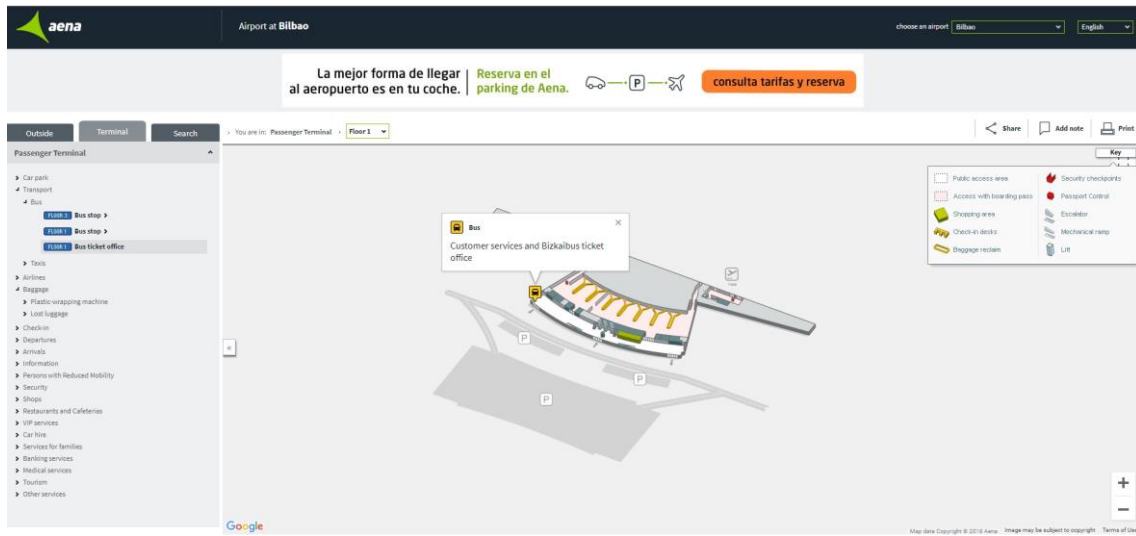 aena
Airport at Bilbao
choose an airport Bilbao English
La mejor forma de llegar
al aeropuerto es en tu coche.
Reserva en el
parking de Aena.
P
consulta tarifas y reserva
Outside Terminal Search
› You are in: Passenger Terminal › Floor 1
Share Add note Print
Passenger Terminal
Car park
Transport
Bus
FLOOR 3 Bus stop
FLOOR 1 Bus stop
FLOOR 1 Bus ticket office
Taxis
Airlines
Baggage
Plastic wrapping machine
Lost luggage
Check-in
Departures
Arrivals
Information
Persons with Reduced Mobility
Security
Shops
Restaurants and Cafeterias
VIP services
Car hire
Services for families
Banking services
Medical services
Tourism
Other services
Bus
Customer services and Bizkaibus ticket
office
P
P
P
Key
Public access area
Access with boarding pass
Shopping area
Check-in desks
Baggage reclaim
Security checkpoints
Passport Control
Escalator
Mechanical ramp
Lift
Google
Map data Copyright © 2018 Aena Image may be subject to copyright Terms of Use